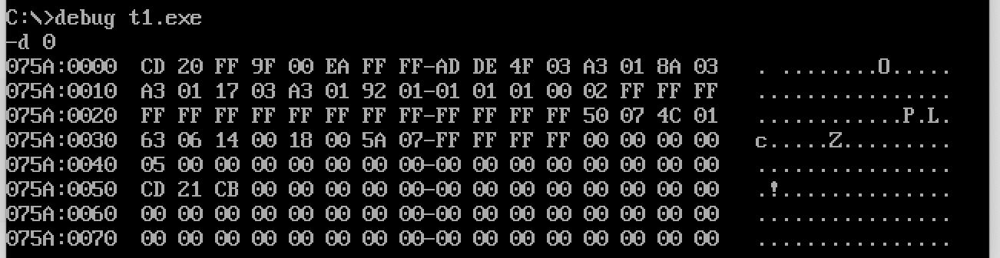 C:\>debug t1.exe
-d 0
075A:0000  CD 20 FF 9F 00 EA FF FF-AD DE 4F 03 A3 01 8A 03   . ........O.....
075A:0010  A3 01 17 03 A3 01 92 01-01 01 01 00 02 FF FF FF   ................
075A:0020  FF FF FF FF FF FF FF FF-FF FF FF FF 50 07 4C 01   ............P.L.
075A:0030  63 06 14 00 18 00 5A 07-FF FF FF FF 00 00 00 00   c.....Z.........
075A:0040  05 00 00 00 00 00 00 00-00 00 00 00 00 00 00 00   ................
075A:0050  CD 21 CB 00 00 00 00 00-00 00 00 00 00 00 00 00   .!..............
075A:0060  00 00 00 00 00 00 00 00-00 00 00 00 00 00 00 00   ................
075A:0070  00 00 00 00 00 00 00 00-00 00 00 00 00 00 00 00   ................